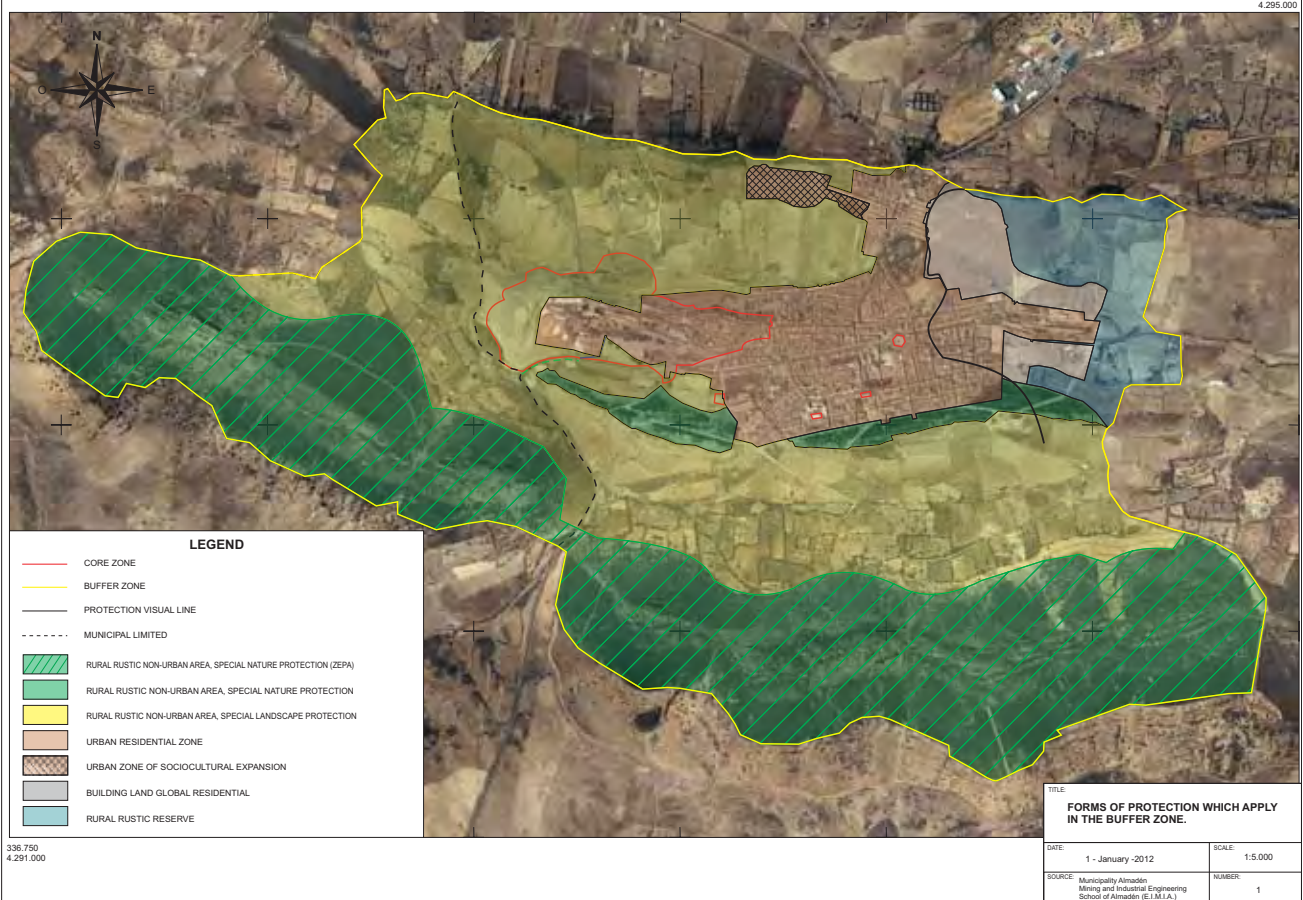 4.295.000
N
O
E
S
LEGEND
CORE ZONE
BUFFER ZONE
PROTECTION VISUAL LINE
MUNICIPAL LIMITED
RURAL RUSTIC NON-URBAN AREA, SPECIAL NATURE PROTECTION (ZEPA)
RURAL RUSTIC NON-URBAN AREA, SPECIAL NATURE PROTECTION
RURAL RUSTIC NON-URBAN AREA, SPECIAL LANDSCAPE PROTECTION
URBAN RESIDENTIAL ZONE
URBAN ZONE OF SOCIOCULTURAL EXPANSION
BUILDING LAND GLOBAL RESIDENTIAL
RURAL RUSTIC RESERVE
336.750
4.291.000
TITLE:
FORMS OF PROTECTION WHICH APPLY
IN THE BUFFER ZONE.
DATE:
1 - January -2012
SCALE:
1:5.000
SOURCE:
Municipality Almadén
Mining and Industrial Engineering
School of Almadén (E.I.M.I.A.)
NUMBER:
1